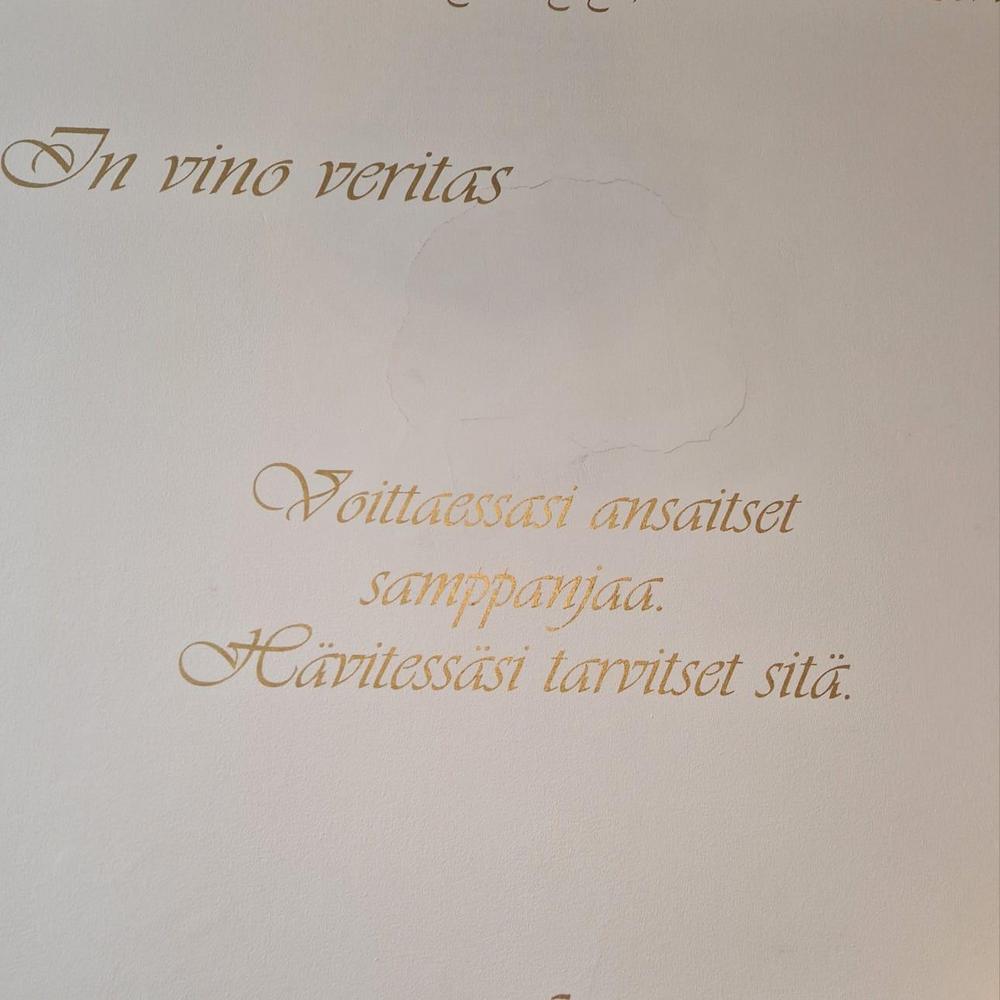 In vino veritas
Voittaessasi ansaitset
samppanjaa.
Hävitessäsi tarvitset sitä.